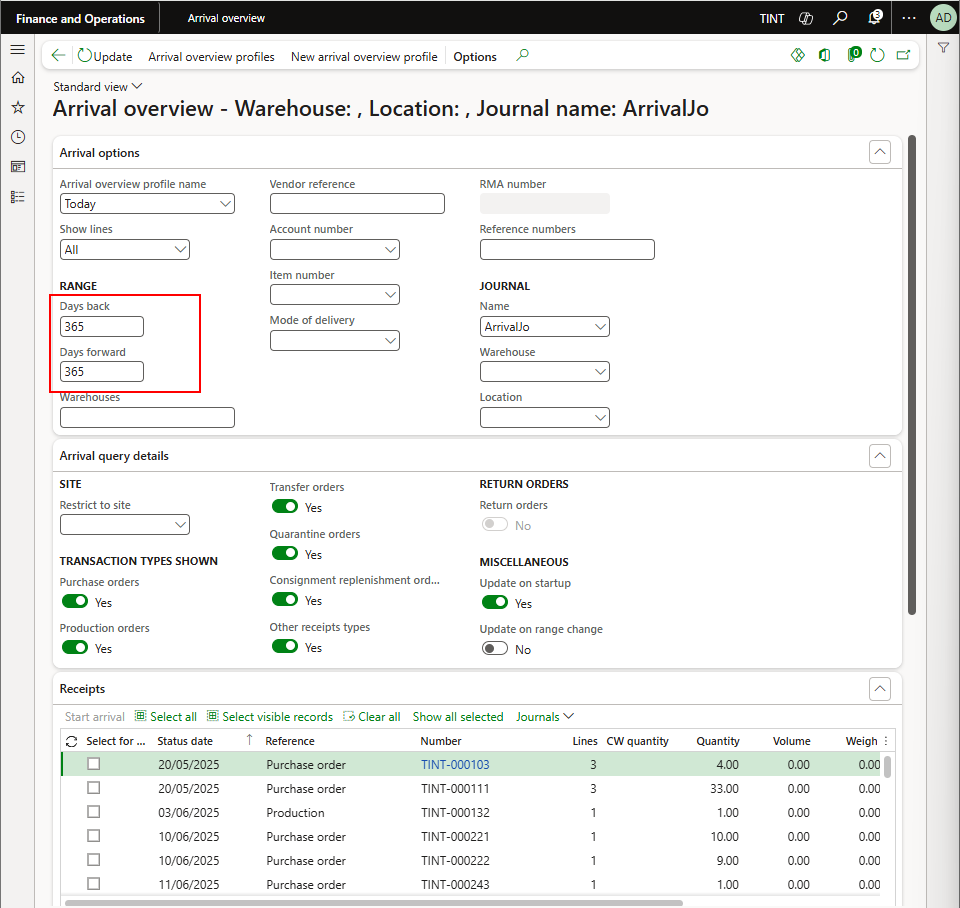 Finance and Operations Arrival overview TINT 3 AD
Update Arrival overview profiles New arrival overview profile Options 0
Standard view
Arrival overview - Warehouse: , Location: , Journal name: ArrivalJo
Arrival options
Arrival overview profile name Vendor reference RMA number
Today
Show lines Account number Reference numbers
All
Item number
RANGE JOURNAL
Days back Name
365 ArrivalJo
Mode of delivery
Days forward Warehouse
365
Warehouses Location
Arrival query details
SITE Transfer orders RETURN ORDERS
Restrict to site Yes Return orders
No
Quarantine orders
Yes
TRANSACTION TYPES SHOWN MISCELLANEOUS
Purchase orders Consignment replenishment ord... Update on startup
Yes Yes Yes
Production orders Other receipts types Update on range change
Yes Yes No
Receipts
Start arrival Select all Select visible records Clear all Show all selected Journals
Select for ... Status date Reference Number Lines CW quantity Quantity Volume Weigh
20/05/2025 Purchase order TINT-000103 3 4.00 0.00 0.00
20/05/2025 Purchase order TINT-000111 3 33.00 0.00 0.00
03/06/2025 Production TINT-000132 1 1.00 0.00 0.00
10/06/2025 Purchase order TINT-000221 1 10.00 0.00 0.00
10/06/2025 Purchase order TINT-000222 1 9.00 0.00 0.00
11/06/2025 Purchase order TINT-000243 1 1.00 0.00 0.00